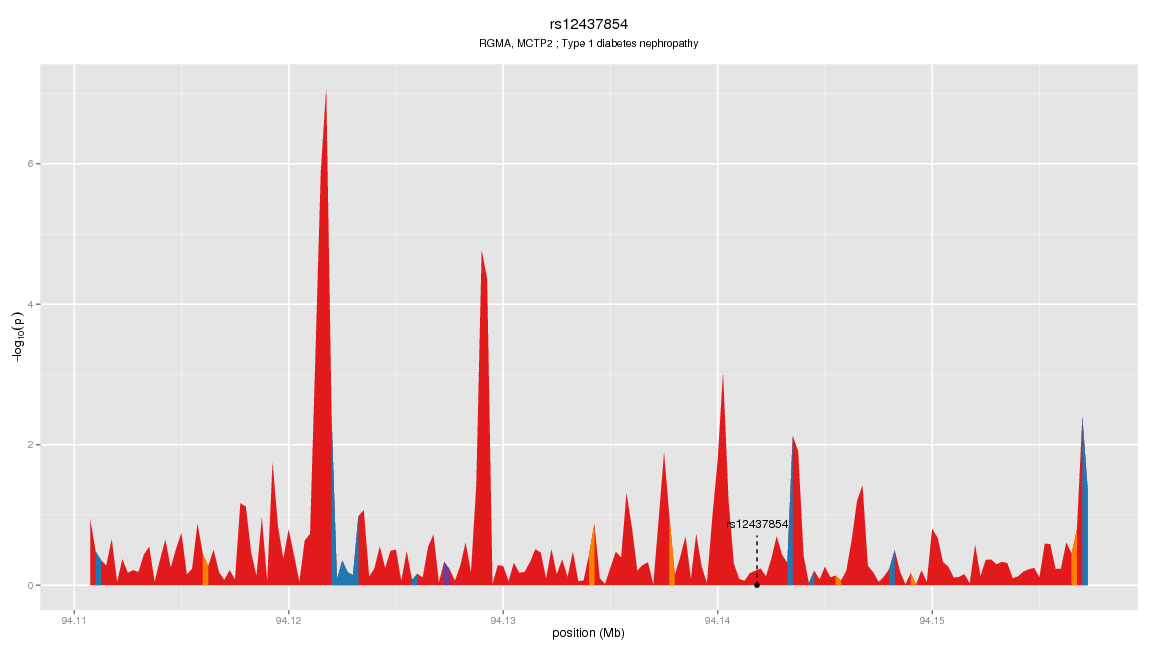 rs12437854
RGMA, MCTP2 ; Type 1 diabetes nephropathy
6
4
2
0
−log10(p)
rs12437854
94.11
94.12
94.13
94.14
94.15
position (Mb)